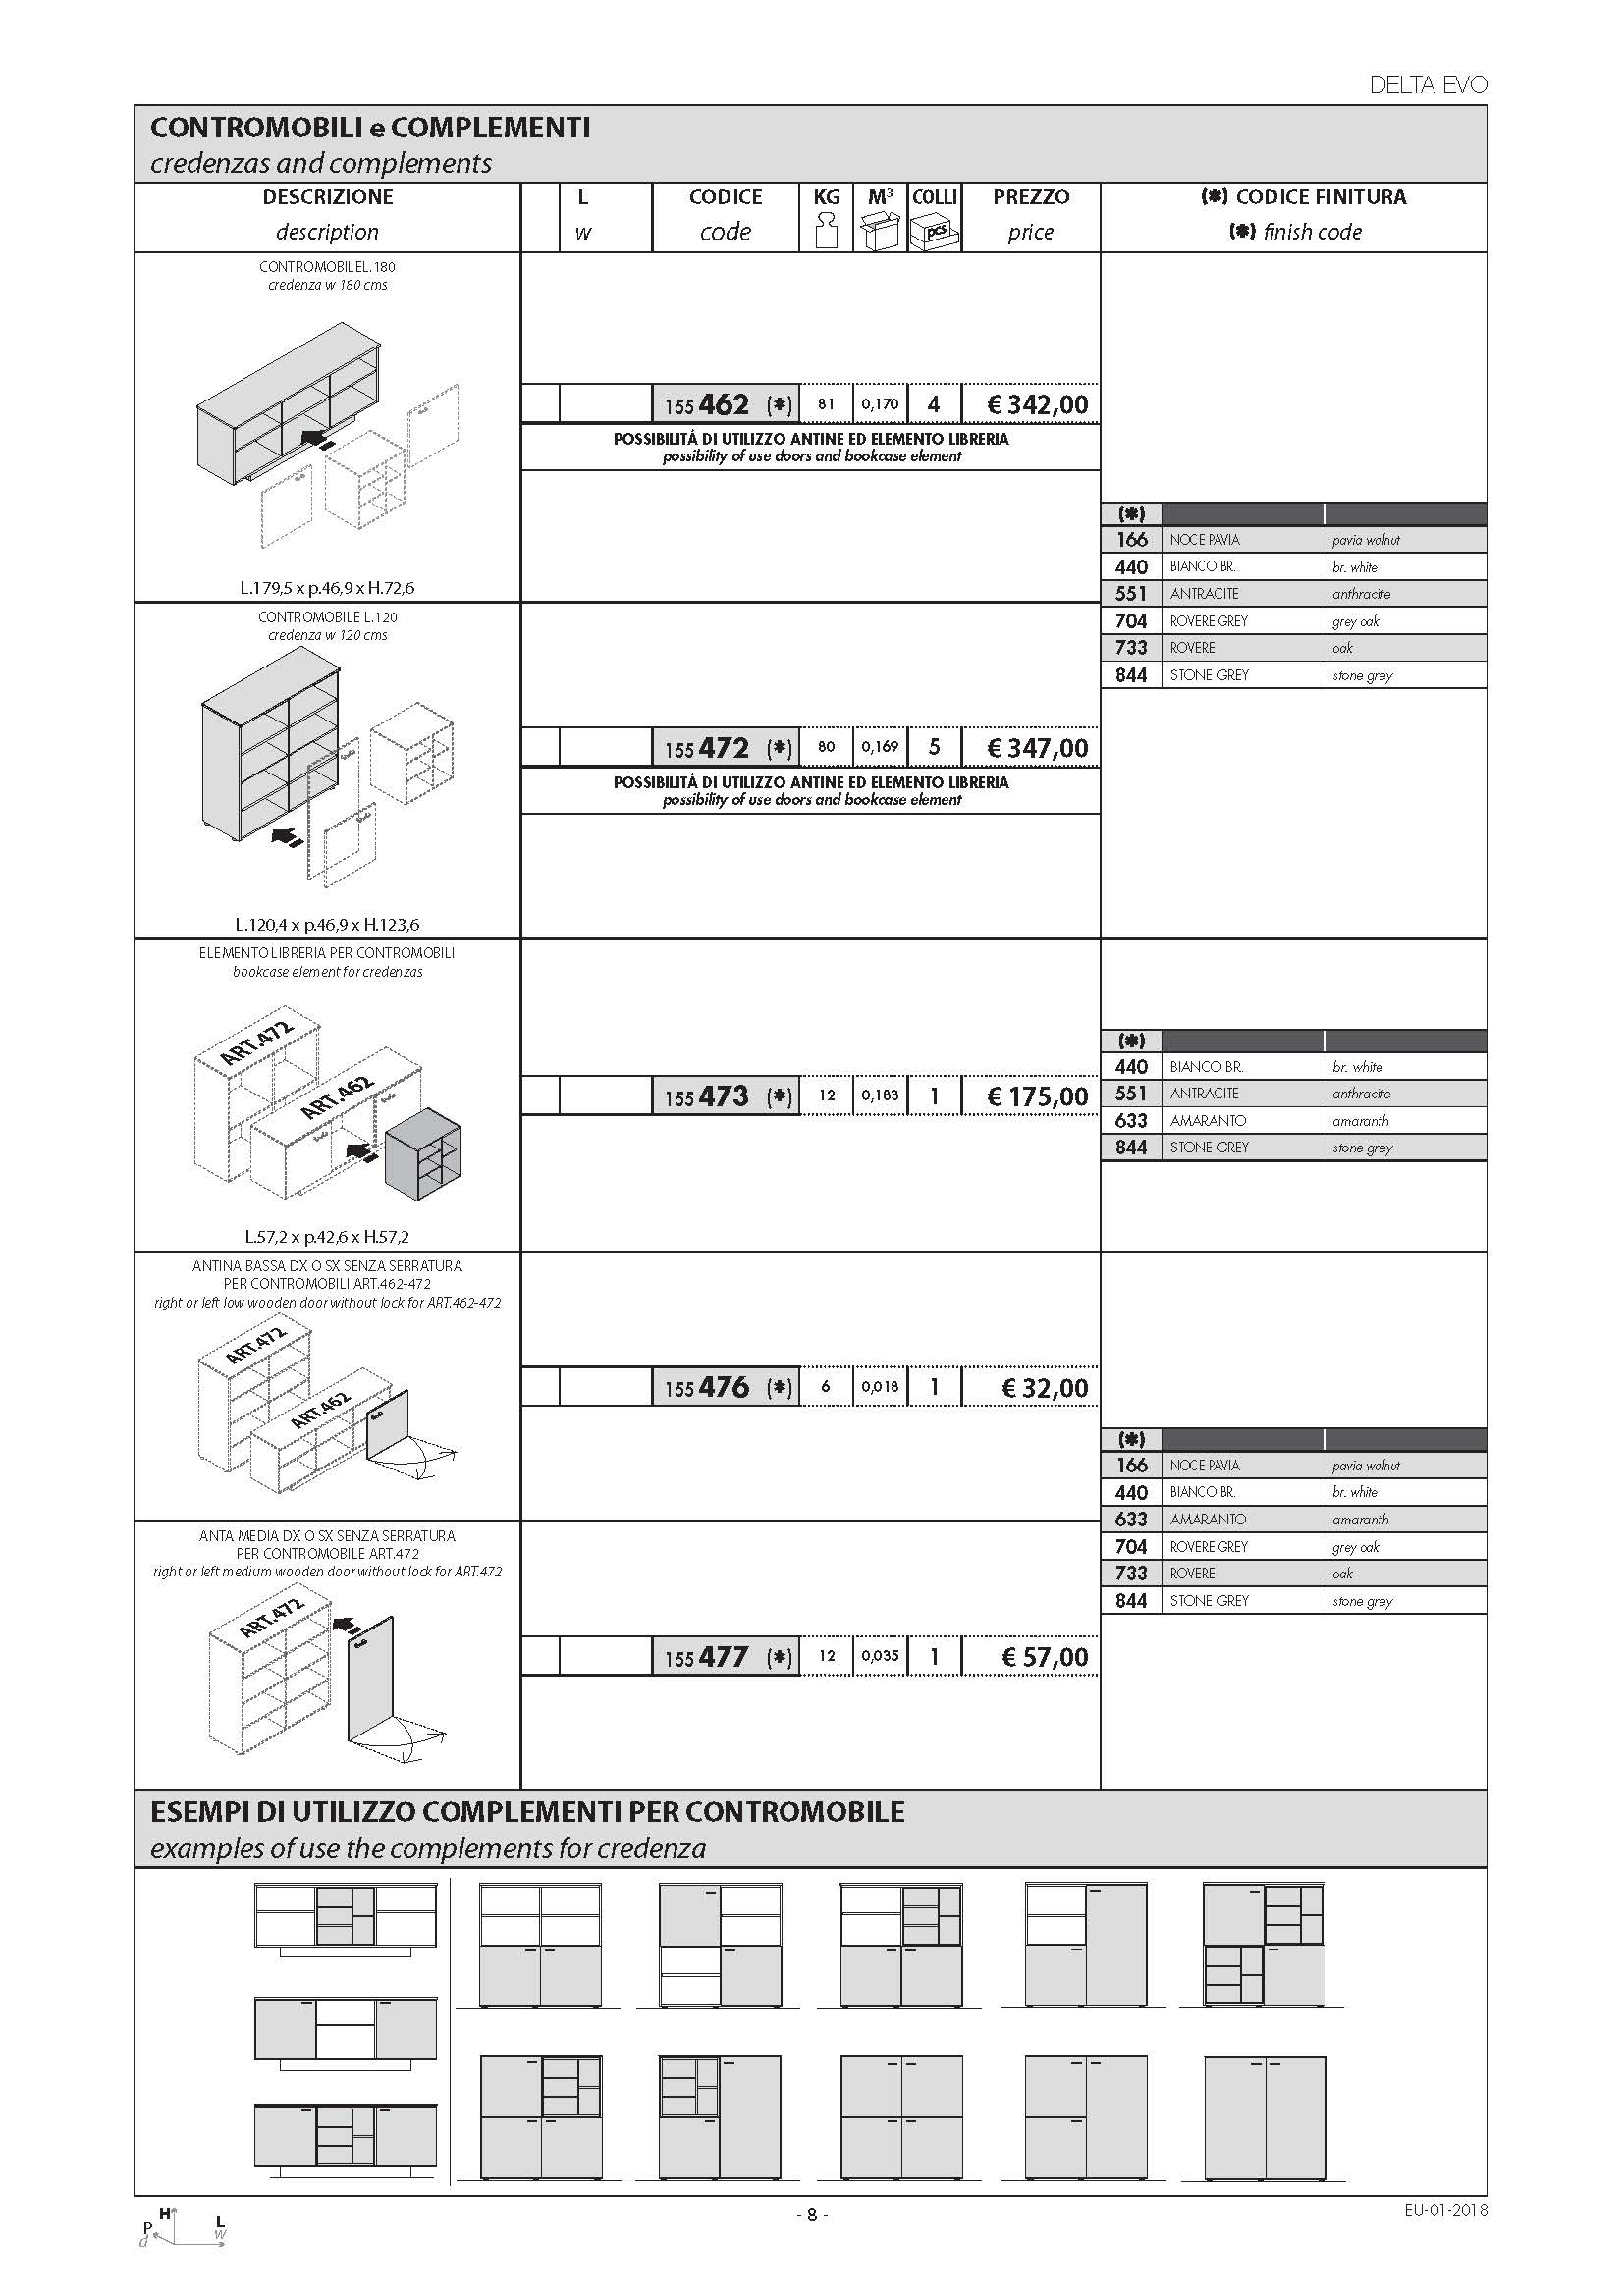 DELTA EVO
CONTROMOBILI e COMPLEMENTI
credenzas and complements
DESCRIZIONE L CODICE KG M³ COLLI PREZZO (✱) CODICE FINITURA
description w code pcs price (✱) finish code
CONTROMOBILEL.180
credenza w 180 cms
155 462 (✱) 81 0,170 4 € 342,00
POSSIBILITÁ DI UTILIZZO ANTINE ED ELEMENTO LIBRERIA
possibility of use doors and bookcase element
L.179,5 x p.46,9 x H.72,6
(✱)
166 NOCE PAVIA pavia walnut
440 BIANCO BR. br. white
551 ANTRACITE anthracite
704 ROVERE GREY grey oak
733 ROVERE oak
844 STONE GREY stone grey
CONTROMOBILE L.120
credenza w 120 cms
155 472 (✱) 80 0,169 5 € 347,00
POSSIBILITÁ DI UTILIZZO ANTINE ED ELEMENTO LIBRERIA
possibility of use doors and bookcase element
L.120,4 x p.46,9 x H.123,6
ELEMENTO LIBRERIA PER CONTROMOBILI
bookcase element for credenzas
ART.472
ART.462
155 473 (✱) 12 0,183 1 € 175,00
L.57,2 x p.42,6 x H.57,2
(✱)
440 BIANCO BR. br. white
551 ANTRACITE anthracite
633 AMARANTO amaranth
844 STONE GREY stone grey
ANTINA BASSA DX O SX SENZA SERRATURA
PER CONTROMOBILI ART.462-472
right or left low wooden door without lock for ART.462-472
ART.472
ART.462
155 476 (✱) 6 0,018 1 € 32,00
(✱)
166 NOCE PAVIA pavia walnut
440 BIANCO BR. br. white
633 AMARANTO amaranth
704 ROVERE GREY grey oak
733 ROVERE oak
844 STONE GREY stone grey
ANTA MEDIA DX O SX SENZA SERRATURA
PER CONTROMOBILE ART.472
right or left medium wooden door without lock for ART.472
ART.472
155 477 (✱) 12 0,035 1 € 57,00
ESEMPI DI UTILIZZO COMPLEMENTI PER CONTROMOBILE
examples of use the complements for credenza
H
P L
d w
- 8 -
EU-01-2018